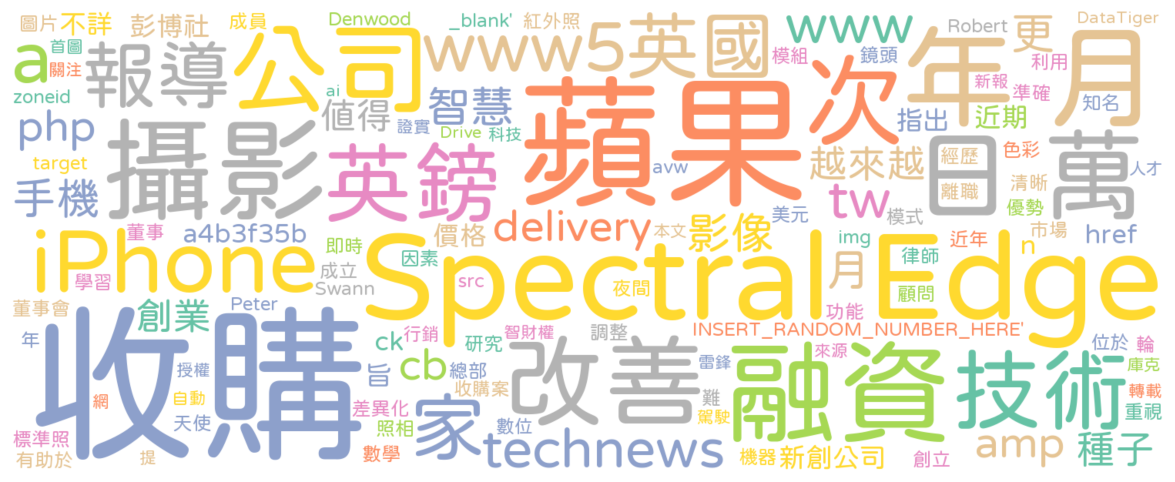 圖片 不詳 彭博社 成員 Denwood _blank' 紅外照 www Robert 更 DataTiger
首圖 a 關注 報導 公司 www5 英國 模組 鏡頭 年 月 利用
zoneid ai 值得 智慧 蘋果 次 新報 準確 知名
php 證實 Drive 科技 指出 近期
target 攝影 英鎊 avw 越來越 日 經歷 離職 色彩 萬 人才
手機 董事 a4b3f35b delivery 本文 影像 美元 tw 模式 清晰 優勢
iPhone 即時 價格 因素 img 律師 近年 n 市場 href
學習 成立 Swann Spectral Edge src 夜間 月 顧問
董事會 創業 Peter 功能
年 收購 ck 行銷 研究 智財權 調整 INSERT_RANDOM_NUMBER_HERE' 位於 輪
授權 旨 cb 總部 改善 雷鋒 來源 庫克
網 自動 差異化 收購案 難 融資 技術 轉載
標準照 天使 照相 家 數位 駕駛 重視
有助於 提 數學 technews 機器 新創公司 創立 amp 種子